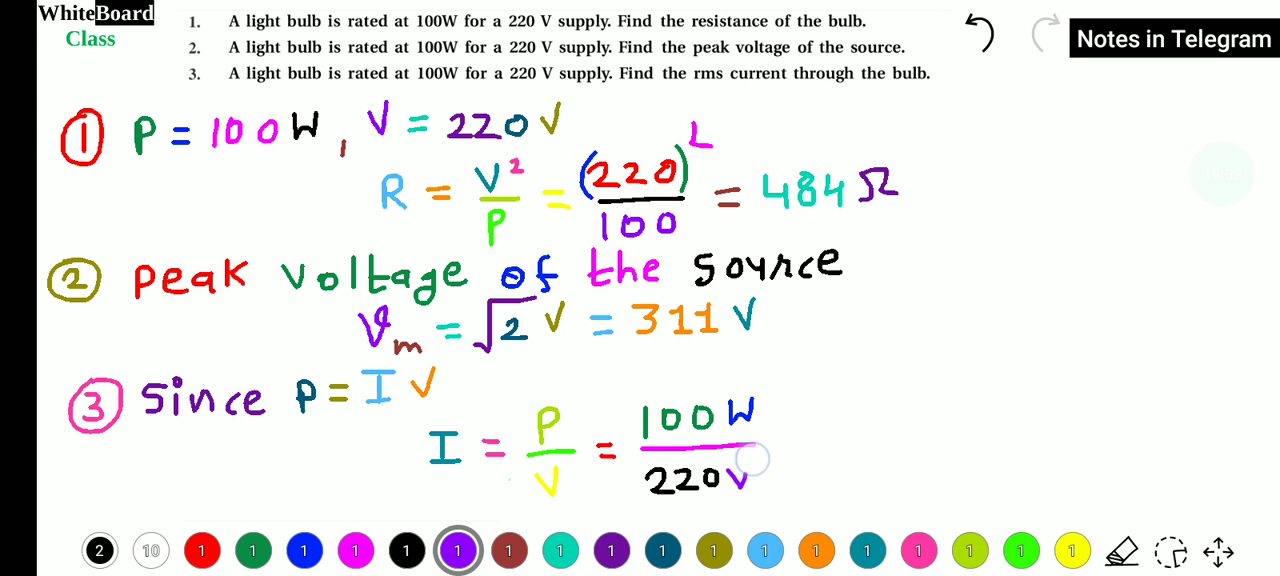 WhiteBoard
Class
1. A light bulb is rated at 100W for a 220 V supply. Find the resistance of the bulb.
2. A light bulb is rated at 100W for a 220 V supply. Find the peak voltage of the source.
3. A light bulb is rated at 100W for a 220 V supply. Find the rms current through the bulb.
Notes in Telegram
① P = 100W, V = 220 V
R = V²/P = (220)²/100 = 484 Ω
② Peak voltage of the source
Vm = √2 V = 311 V
③ Since P = I V
I = P/V = 100W/220V
2 10 1 1 1 1 1 1 1 1 1 1 1 1 1 1 1 1 1 1